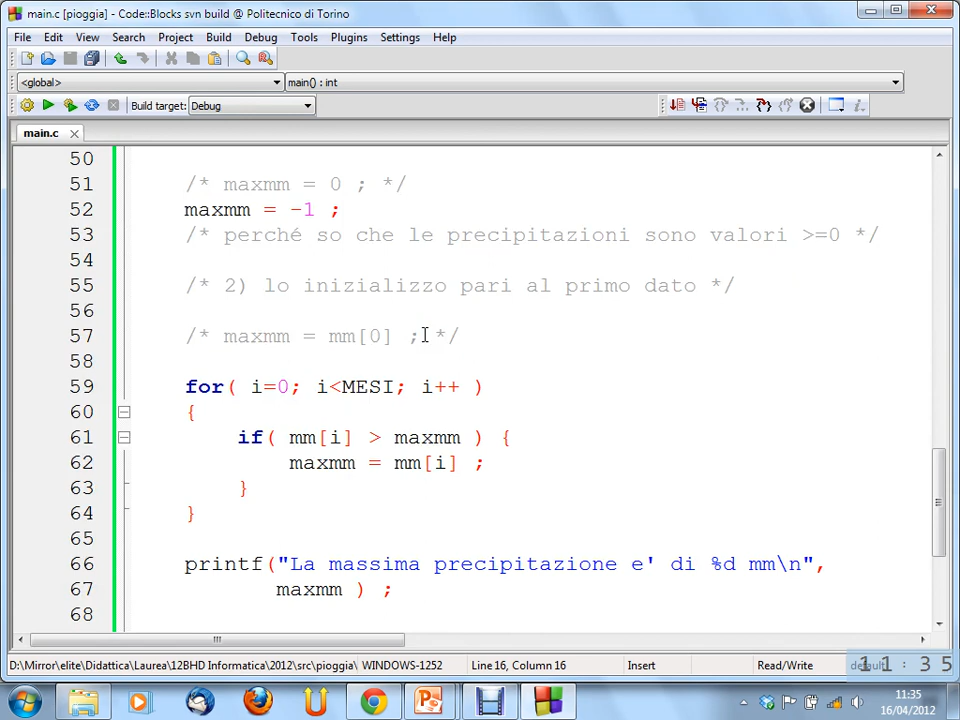 main.c [pioggia] - Code::Blocks svn build @ Politecnico di Torino
File Edit View Search Project Build Debug Tools Plugins Settings Help
<global> main() : int
Build target: Debug
main.c
50
51 /* maxmm = 0 ; */
52 maxmm = -1 ;
53 /* perché so che le precipitazioni sono valori >=0 */
54
55 /* 2) lo inizializzo pari al primo dato */
56
57 /* maxmm = mm[0] ; */
58
59 for( i=0; i<MESI; i++ )
60 {
61 if( mm[i] > maxmm ) {
62 maxmm = mm[i] ;
63 }
64 }
65
66 printf("La massima precipitazione e' di %d mm\n",
67 maxmm ) ;
68
D:\Mirror\elite\Didattica\Laurea\12BHD Informatica\2012\src\pioggia\ WINDOWS-1252 Line 16, Column 16 Insert Read/Write default
11:35
11:35
16/04/2012